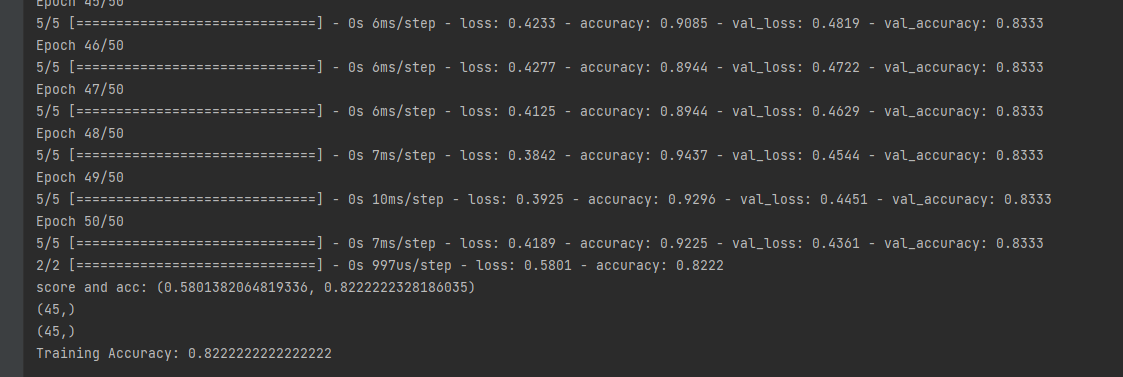 Epoch 45/50
5/5 [==============================] - 0s 6ms/step - loss: 0.4233 - accuracy: 0.9085 - val_loss: 0.4819 - val_accuracy: 0.8333
Epoch 46/50
5/5 [==============================] - 0s 6ms/step - loss: 0.4277 - accuracy: 0.8944 - val_loss: 0.4722 - val_accuracy: 0.8333
Epoch 47/50
5/5 [==============================] - 0s 6ms/step - loss: 0.4125 - accuracy: 0.8944 - val_loss: 0.4629 - val_accuracy: 0.8333
Epoch 48/50
5/5 [==============================] - 0s 7ms/step - loss: 0.3842 - accuracy: 0.9437 - val_loss: 0.4544 - val_accuracy: 0.8333
Epoch 49/50
5/5 [==============================] - 0s 10ms/step - loss: 0.3925 - accuracy: 0.9296 - val_loss: 0.4451 - val_accuracy: 0.8333
Epoch 50/50
5/5 [==============================] - 0s 7ms/step - loss: 0.4189 - accuracy: 0.9225 - val_loss: 0.4361 - val_accuracy: 0.8333
2/2 [==============================] - 0s 997us/step - loss: 0.5801 - accuracy: 0.8222
score and acc: (0.5801382064819336, 0.8222222328186035)
(45,)
(45,)
Training Accuracy: 0.8222222222222222